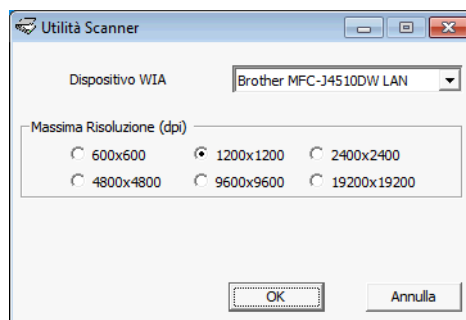 Utilità Scanner
Dispositivo WIA Brother MFC-J4510DW LAN
Massima Risoluzione (dpi)
600x600 1200x1200 2400x2400
4800x4800 9600x9600 19200x19200
OK Annulla